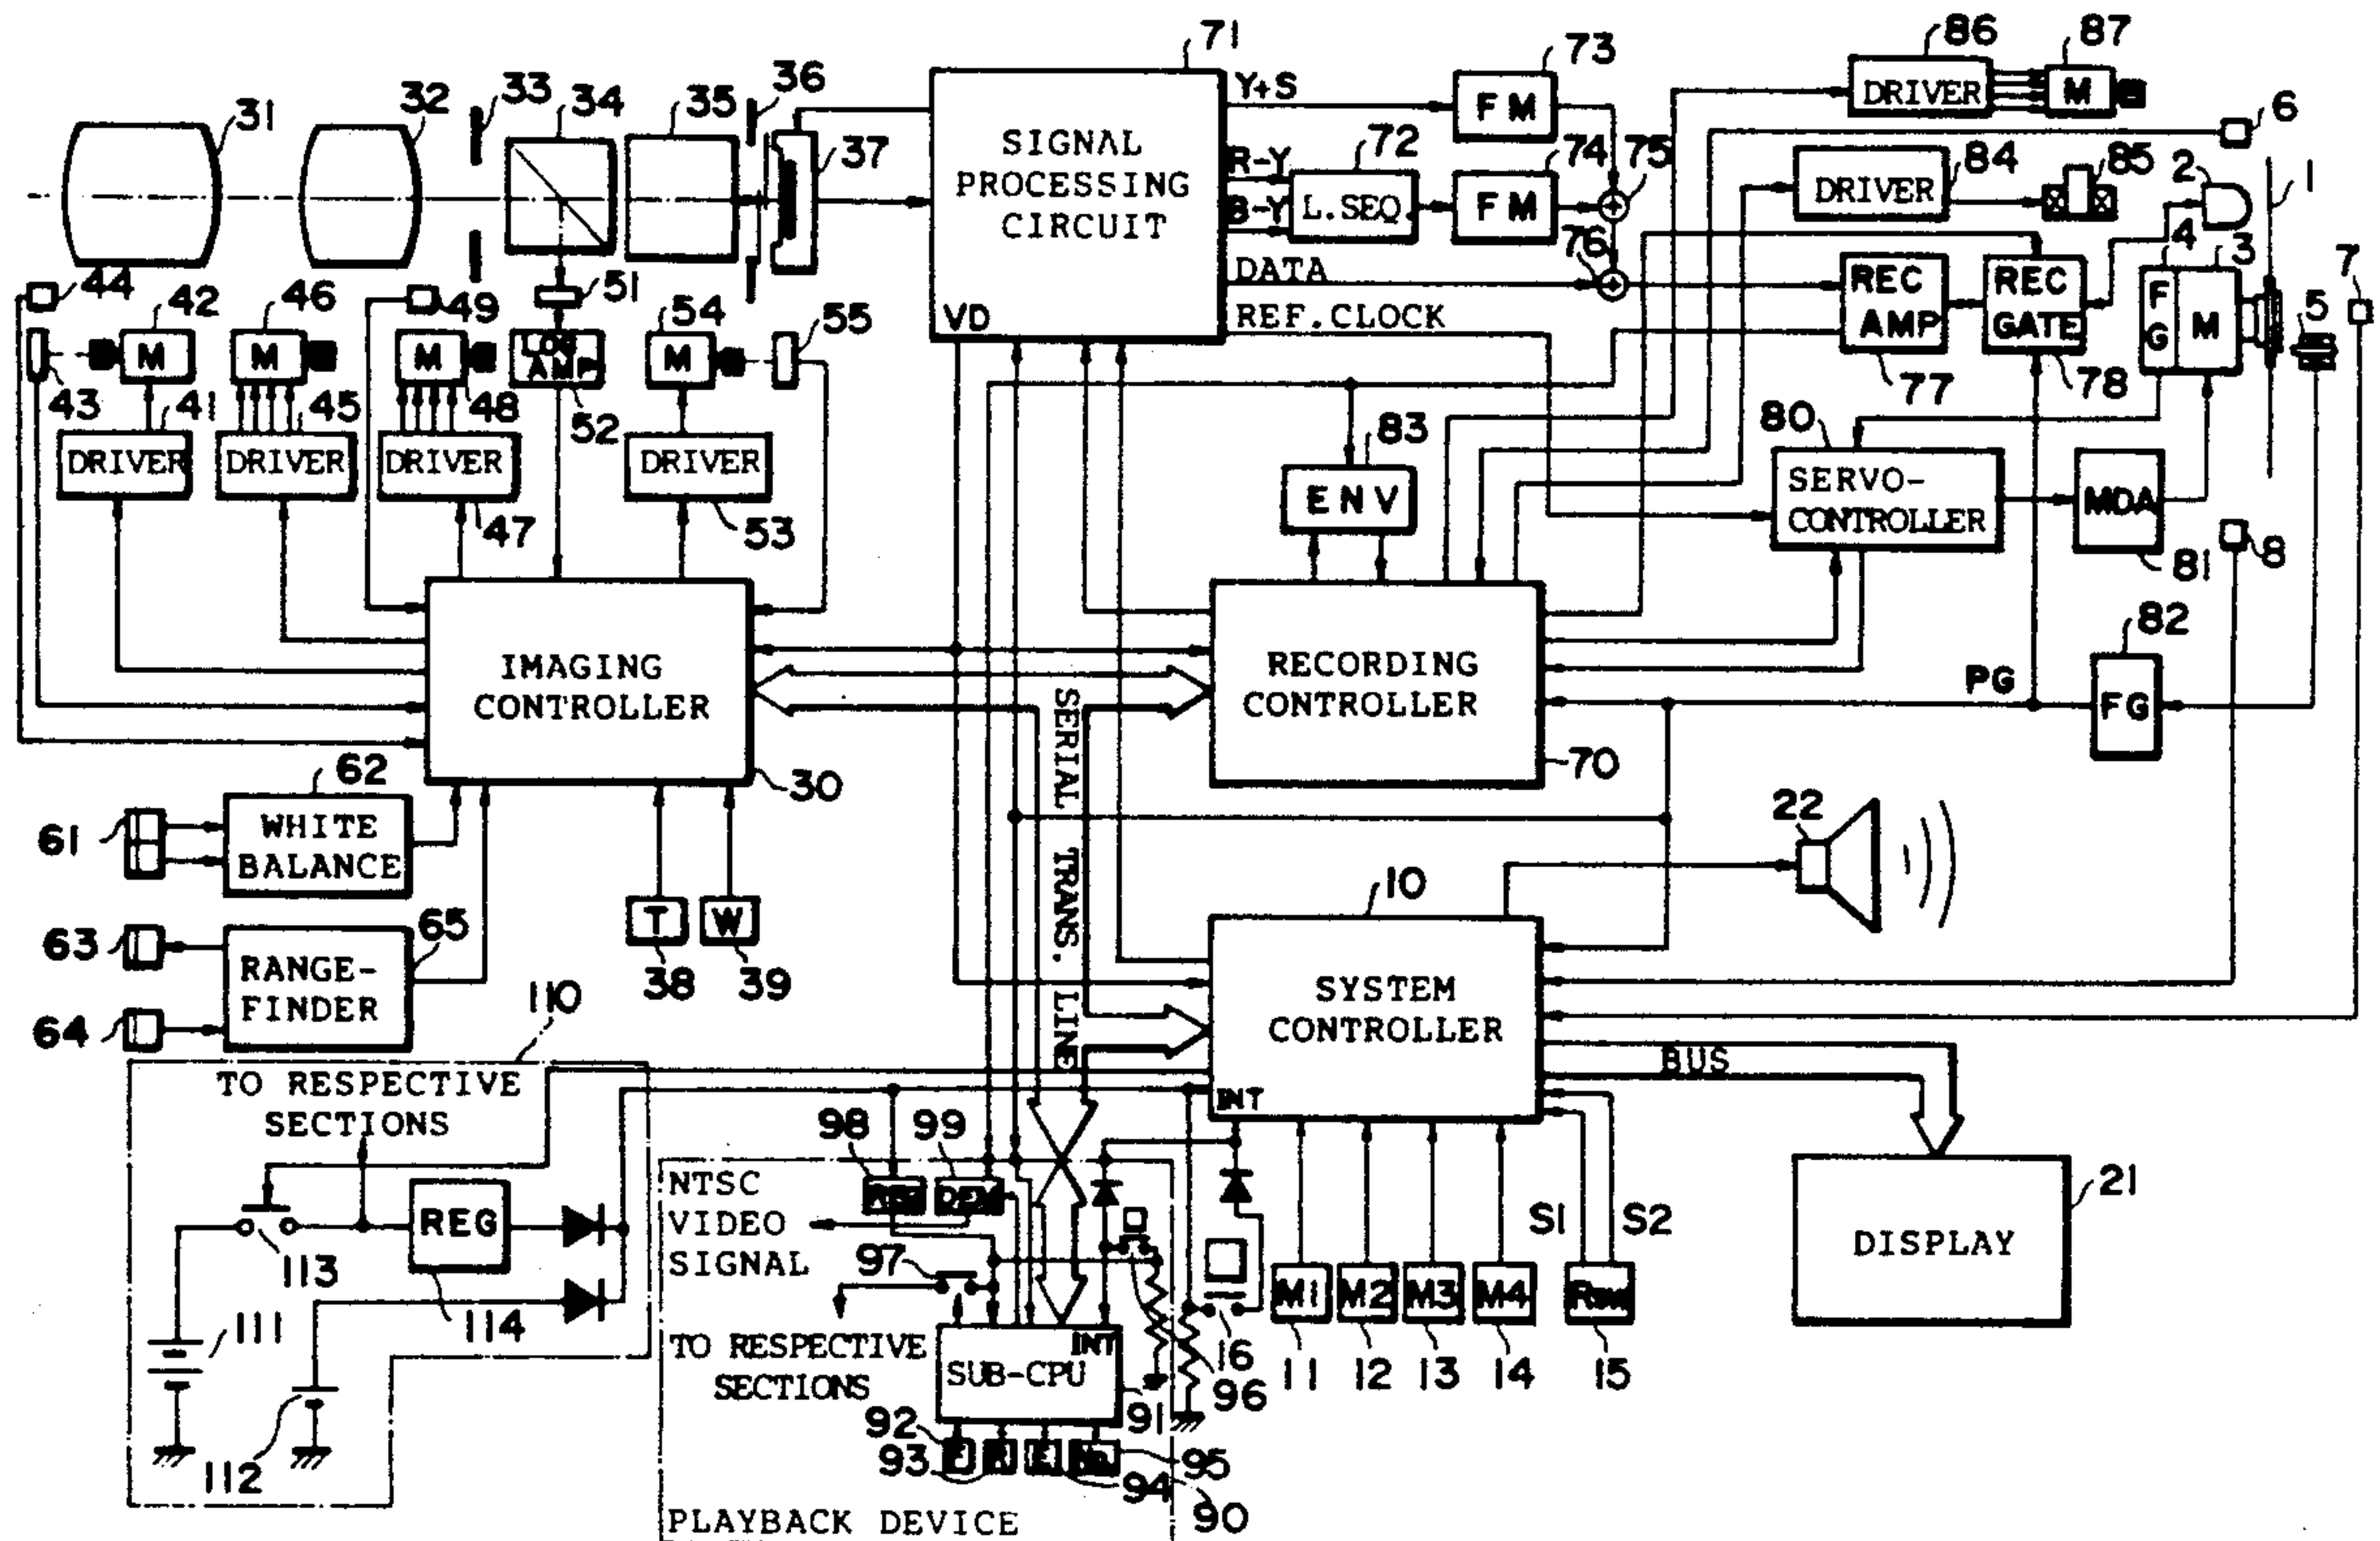 71
73
86
87
31
32
33
34
35
36
37
Y+S
FM
DRIVER
M
6
SIGNAL
PROCESSING
CIRCUIT
R-Y
B-Y
72
L.SEQ.
74
FM
75
DRIVER
84
85
2
1
44
42
46
49
51
54
55
VD
DATA
REF.CLOCK
76
REC
AMP
REC
GATE
4
3
7
FG
M
5
M
M
M
LOG
AMP
M
43
41
45
48
52
83
77
78
80
DRIVER
DRIVER
DRIVER
DRIVER
47
53
ENV
SERVO-
CONTROLLER
MDA
81
8
IMAGING
CONTROLLER
30
SERIAL TRANS. LINE
RECORDING
CONTROLLER
70
PG
82
FG
62
61
WHITE
BALANCE
22
63
65
RANGE-
FINDER
64
T
W
38
39
10
SYSTEM
CONTROLLER
INT
BUS
110
TO RESPECTIVE
SECTIONS
98
99
DEM
NTSC
VIDEO
SIGNAL
REG
113
114
111
112
97
TO RESPECTIVE
SECTIONS
INT
SUB-CPU
91
96
16
92
93
94
95
90
PLAYBACK DEVICE
M1
M2
M3
M4
11
12
13
14
15
S1
S2
DISPLAY
21